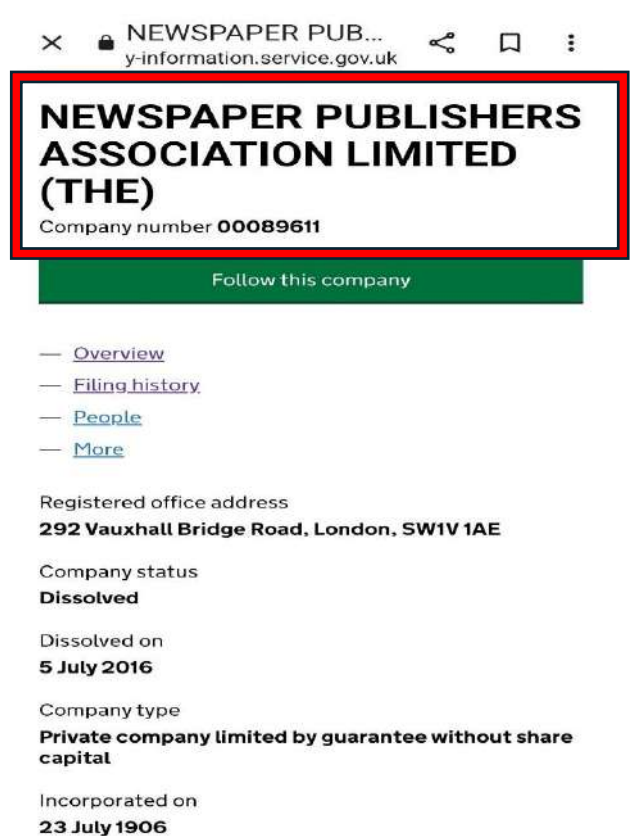 NEWSPAPER PUB...
y-information.service.gov.uk
NEWSPAPER PUBLISHERS
ASSOCIATION LIMITED
(THE)
Company number 00089611
Follow this company
— Overview
— Filing history
— People
— More
Registered office address
292 Vauxhall Bridge Road, London, SW1V 1AE
Company status
Dissolved
Dissolved on
5 July 2016
Company type
Private company limited by guarantee without share
capital
Incorporated on
23 July 1906